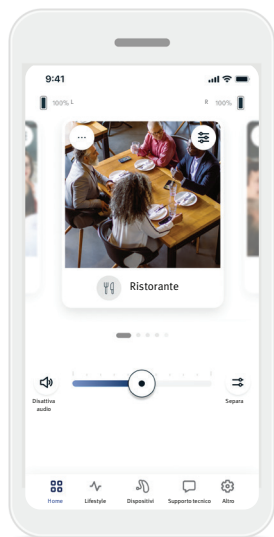 9:41
100% L
R 100%
...
Ristorante
Disattiva
audio
Separa
Home Lifestyle Dispositivi Supporto tecnico Altro